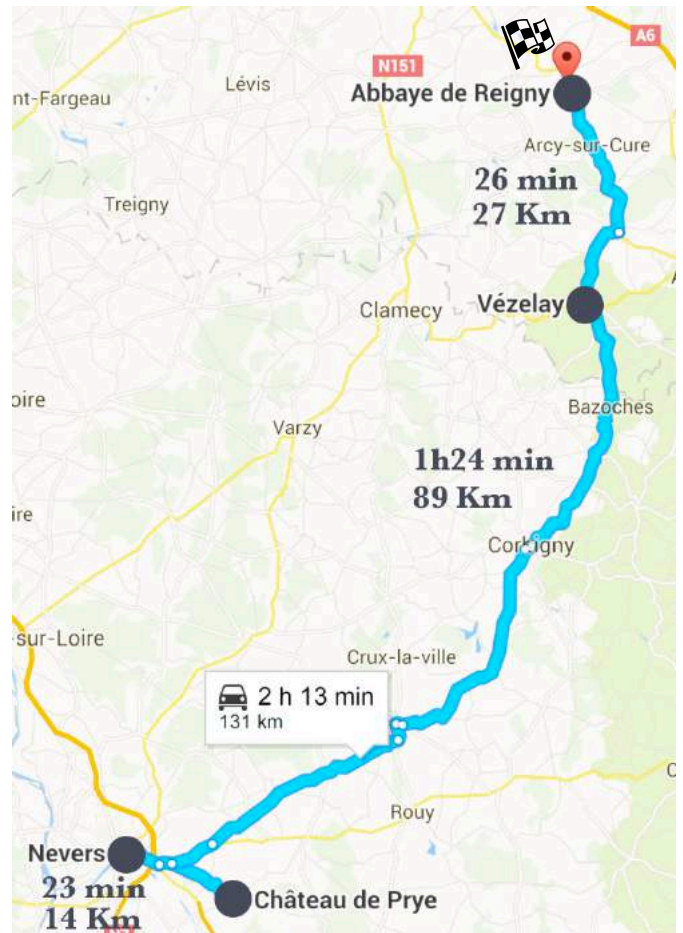 A6
N151
Abbaye de Reigny
Lévis
nt-Fargeau
Arcy-sur-Cure
26 min
27 Km
Treigny
Vézelay
Clamecy
oire
Bazoches
Varzy
1h24 min
89 Km
ire
Corbigny
-sur-Loire
Crux-la-ville
2 h 13 min
131 km
Rouy
Nevers
23 min
14 Km
Château de Prye